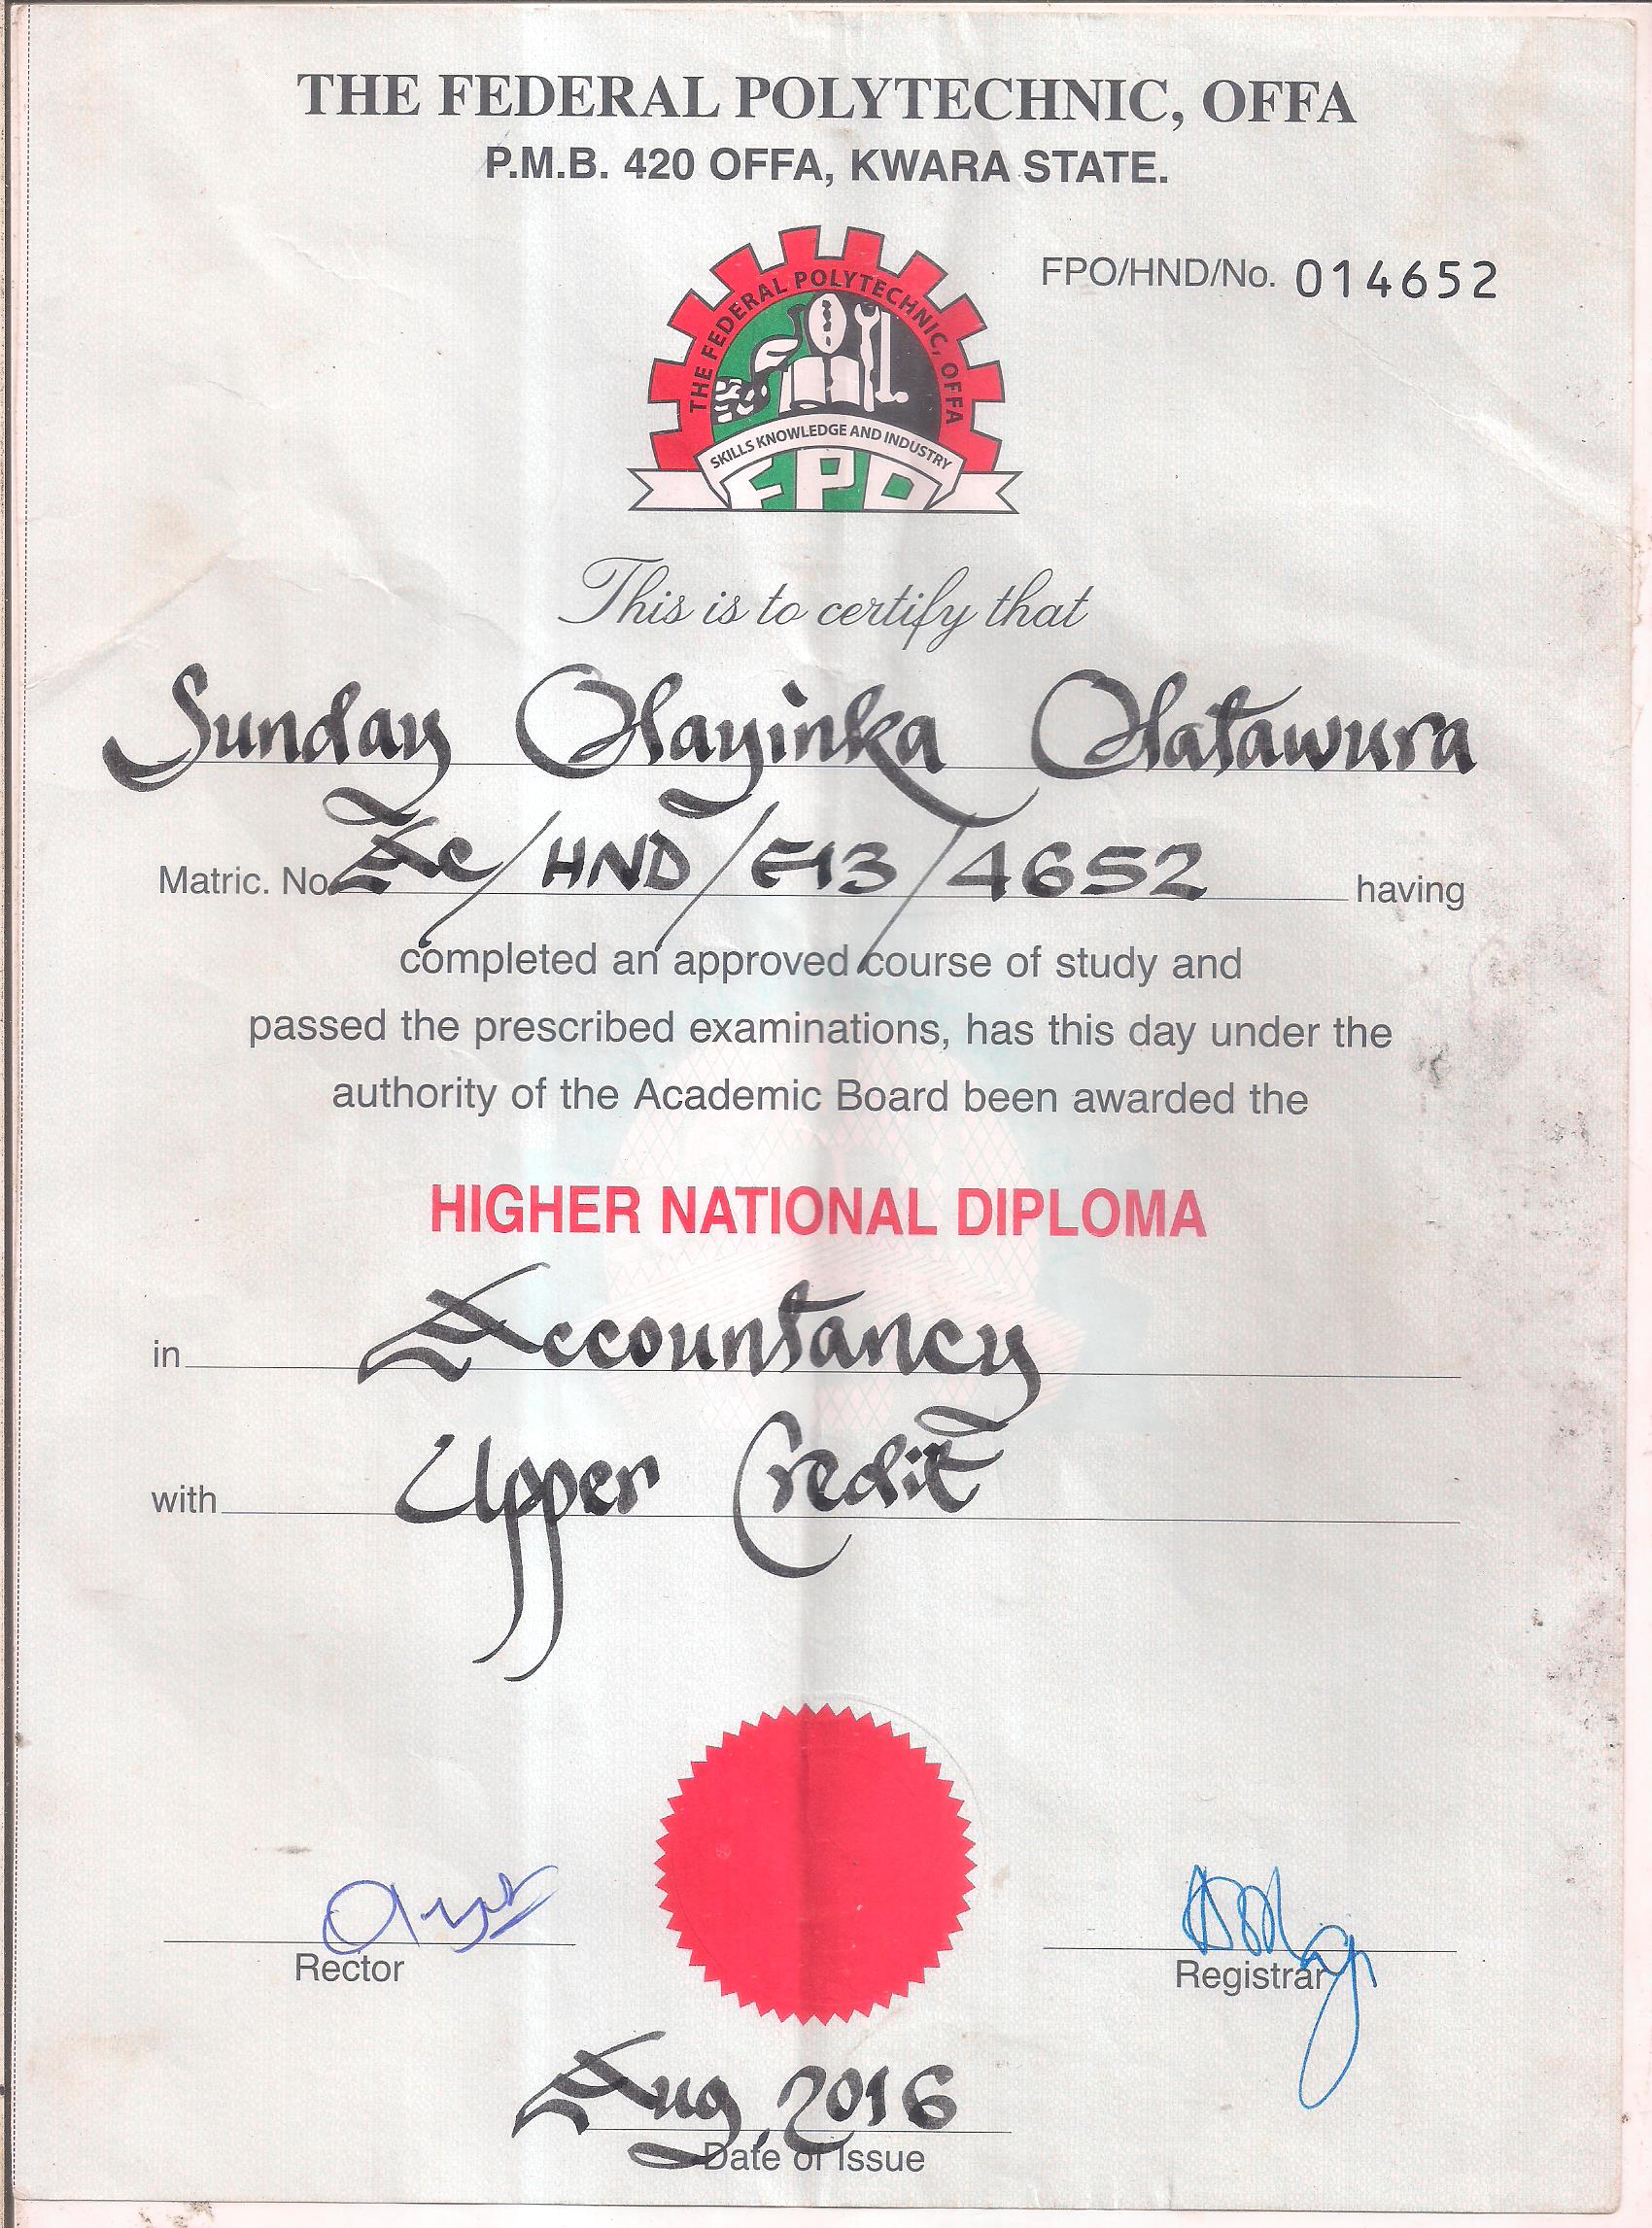 THE FEDERAL POLYTECHNIC, OFFA
P.M.B. 420 OFFA, KWARA STATE.
FPO/HND/No. 014652
THE FEDERAL POLYTECHNIC, OFFA
SKILLS KNOWLEDGE AND INDUSTRY
FPO
This is to certify that
Sunday Olayinka Olatawura
Matric. No Ac/HND/F13/4652 having
completed an approved course of study and
passed the prescribed examinations, has this day under the
authority of the Academic Board been awarded the
HIGHER NATIONAL DIPLOMA
in Accountancy
with Upper Credit
Rector
Registrar
Aug, 2016
Date of Issue